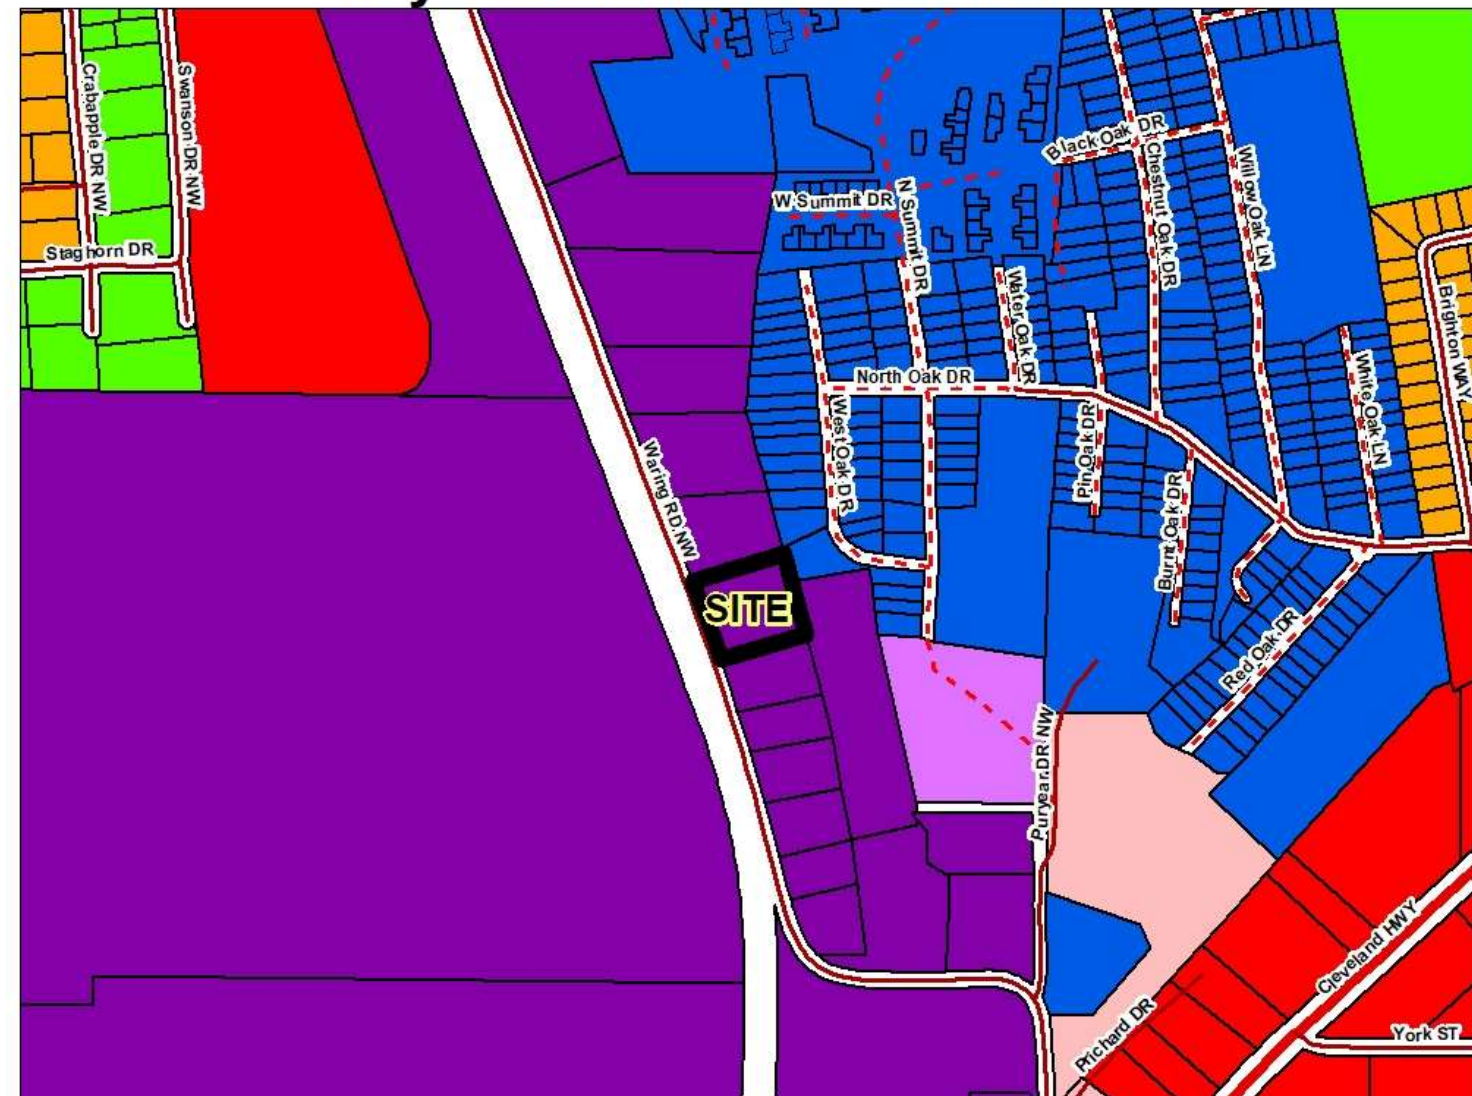 Crabapple DR NW
Swanson DR NW
Staghorn DR
Black Oak DR
Chestnut Oak DR
Willow Oak LN
W Summit DR
N Summit DR
Water Oak DR
Brighton WAY
North Oak DR
West Oak DR
Pin Oak DR
White Oak LN
Waring RD NW
Burnt Oak DR
SITE
Red Oak DR
Puryear DR NW
Cleveland HWY
Prichard DR
York ST